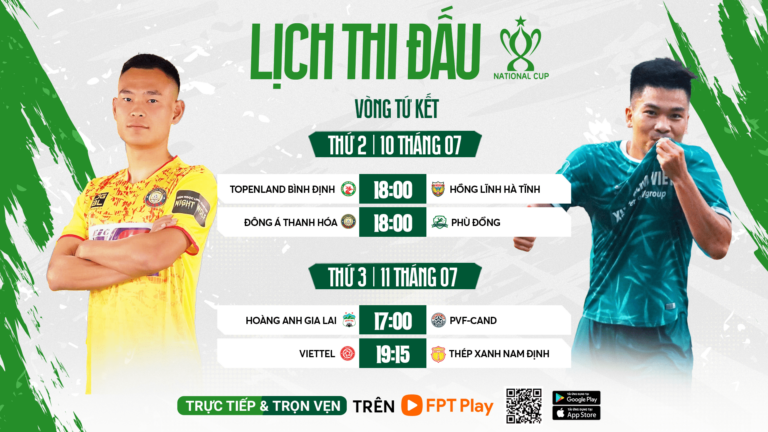 LỊCH THI ĐẤU
NATIONAL CUP
VÒNG TỨ KẾT
THỨ 2 | 10 THÁNG 07
TOPENLAND BÌNH ĐỊNH 18:00 HỒNG LĨNH HÀ TĨNH
ĐÔNG Á THANH HÓA 18:00 PHÙ ĐỔNG
THỨ 3 | 11 THÁNG 07
HOÀNG ANH GIA LAI 17:00 PVF-CAND
VIETTEL 19:15 THÉP XANH NAM ĐỊNH
TRỰC TIẾP & TRỌN VẸN TRÊN FPT Play
Google Play
App Store